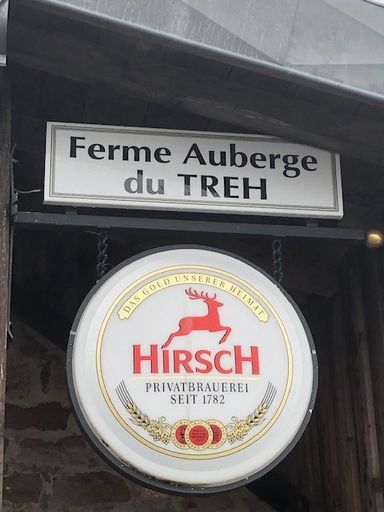 Ferme Auberge
du TREH
DAS GOLD UNSERER HEIMAT
HIRSCH
PRIVATBRAUEREI
SEIT 1782